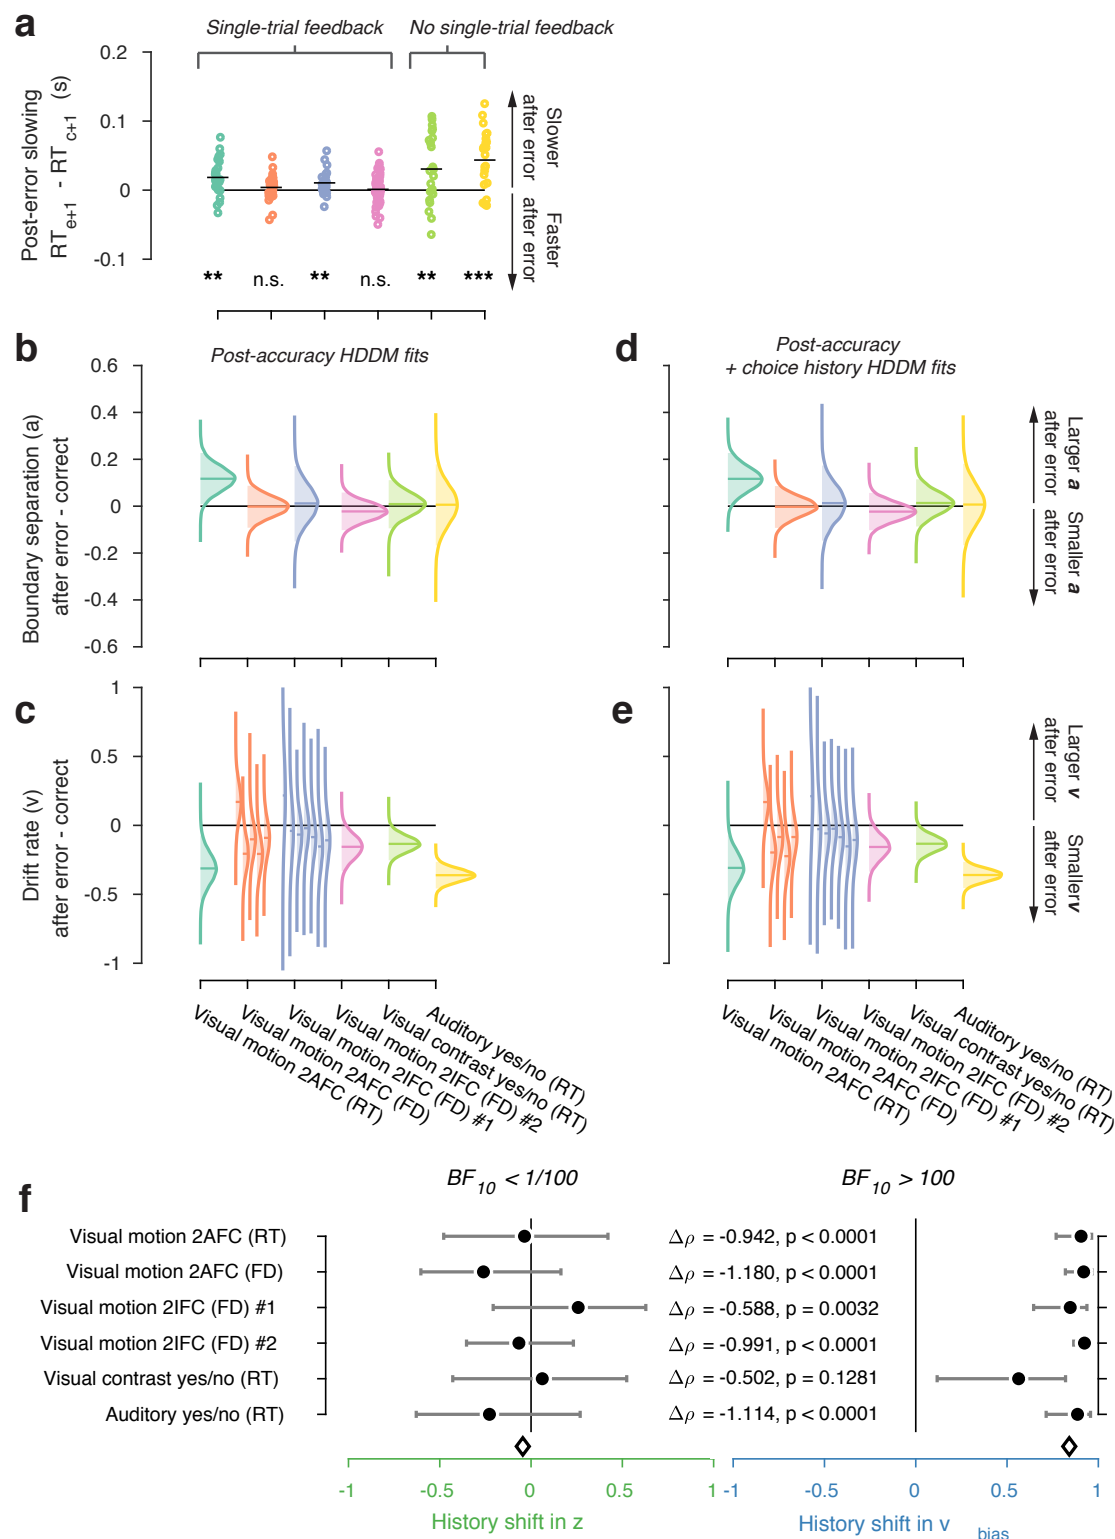 a
Single-trial feedback
No single-trial feedback
Post-error slowing
RT e+1 - RT c+1 (s)
0.2
0.1
0
-0.1
** n.s. ** n.s. ** ***
Slower
after error
Faster
after error
b
Post-accuracy HDDM fits
Boundary separation (a)
after error - correct
0.6
0.4
0.2
0
-0.2
-0.4
-0.6
d
Post-accuracy
+ choice history HDDM fits
Larger a
after error
Smaller a
after error
c
Drift rate (v)
after error - correct
1
0.5
0
-0.5
-1
e
Larger v
after error
Smallerv
after error
Visual motion 2AFC (RT)
Visual motion 2AFC (FD)
Visual motion 2IFC (FD) #1
Visual motion 2IFC (FD) #2
Visual contrast yes/no (RT)
Auditory yes/no (RT)
Visual motion 2AFC (RT)
Visual motion 2AFC (FD)
Visual motion 2IFC (FD) #1
Visual motion 2IFC (FD) #2
Visual contrast yes/no (RT)
Auditory yes/no (RT)
f
BF10 < 1/100
BF10 > 100
Visual motion 2AFC (RT)
Δρ = -0.942, p < 0.0001
Visual motion 2AFC (FD)
Δρ = -1.180, p < 0.0001
Visual motion 2IFC (FD) #1
Δρ = -0.588, p = 0.0032
Visual motion 2IFC (FD) #2
Δρ = -0.991, p < 0.0001
Visual contrast yes/no (RT)
Δρ = -0.502, p = 0.1281
Auditory yes/no (RT)
Δρ = -1.114, p < 0.0001
-1 -0.5 0 0.5 1
-1 -0.5 0 0.5 1
History shift in z
History shift in v bias